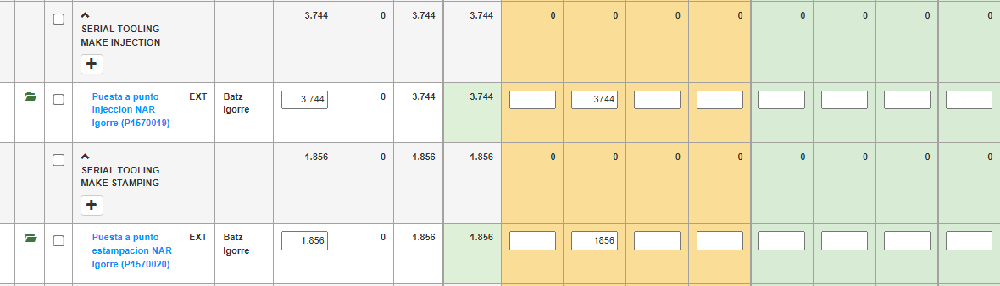 3.744 0 3.744 3.744 0 0 0 0 0 0 0 0
SERIAL TOOLING
MAKE INJECTION
Puesta a punto EXT Batz 3.744 0 3.744 3.744 3744
injeccion NAR Igorre
Igorre (P1570019)
1.856 0 1.856 1.856 0 0 0 0 0 0 0 0
SERIAL TOOLING
MAKE STAMPING
Puesta a punto EXT Batz 1.856 0 1.856 1.856 1856
estampacion NAR Igorre
Igorre (P1570020)